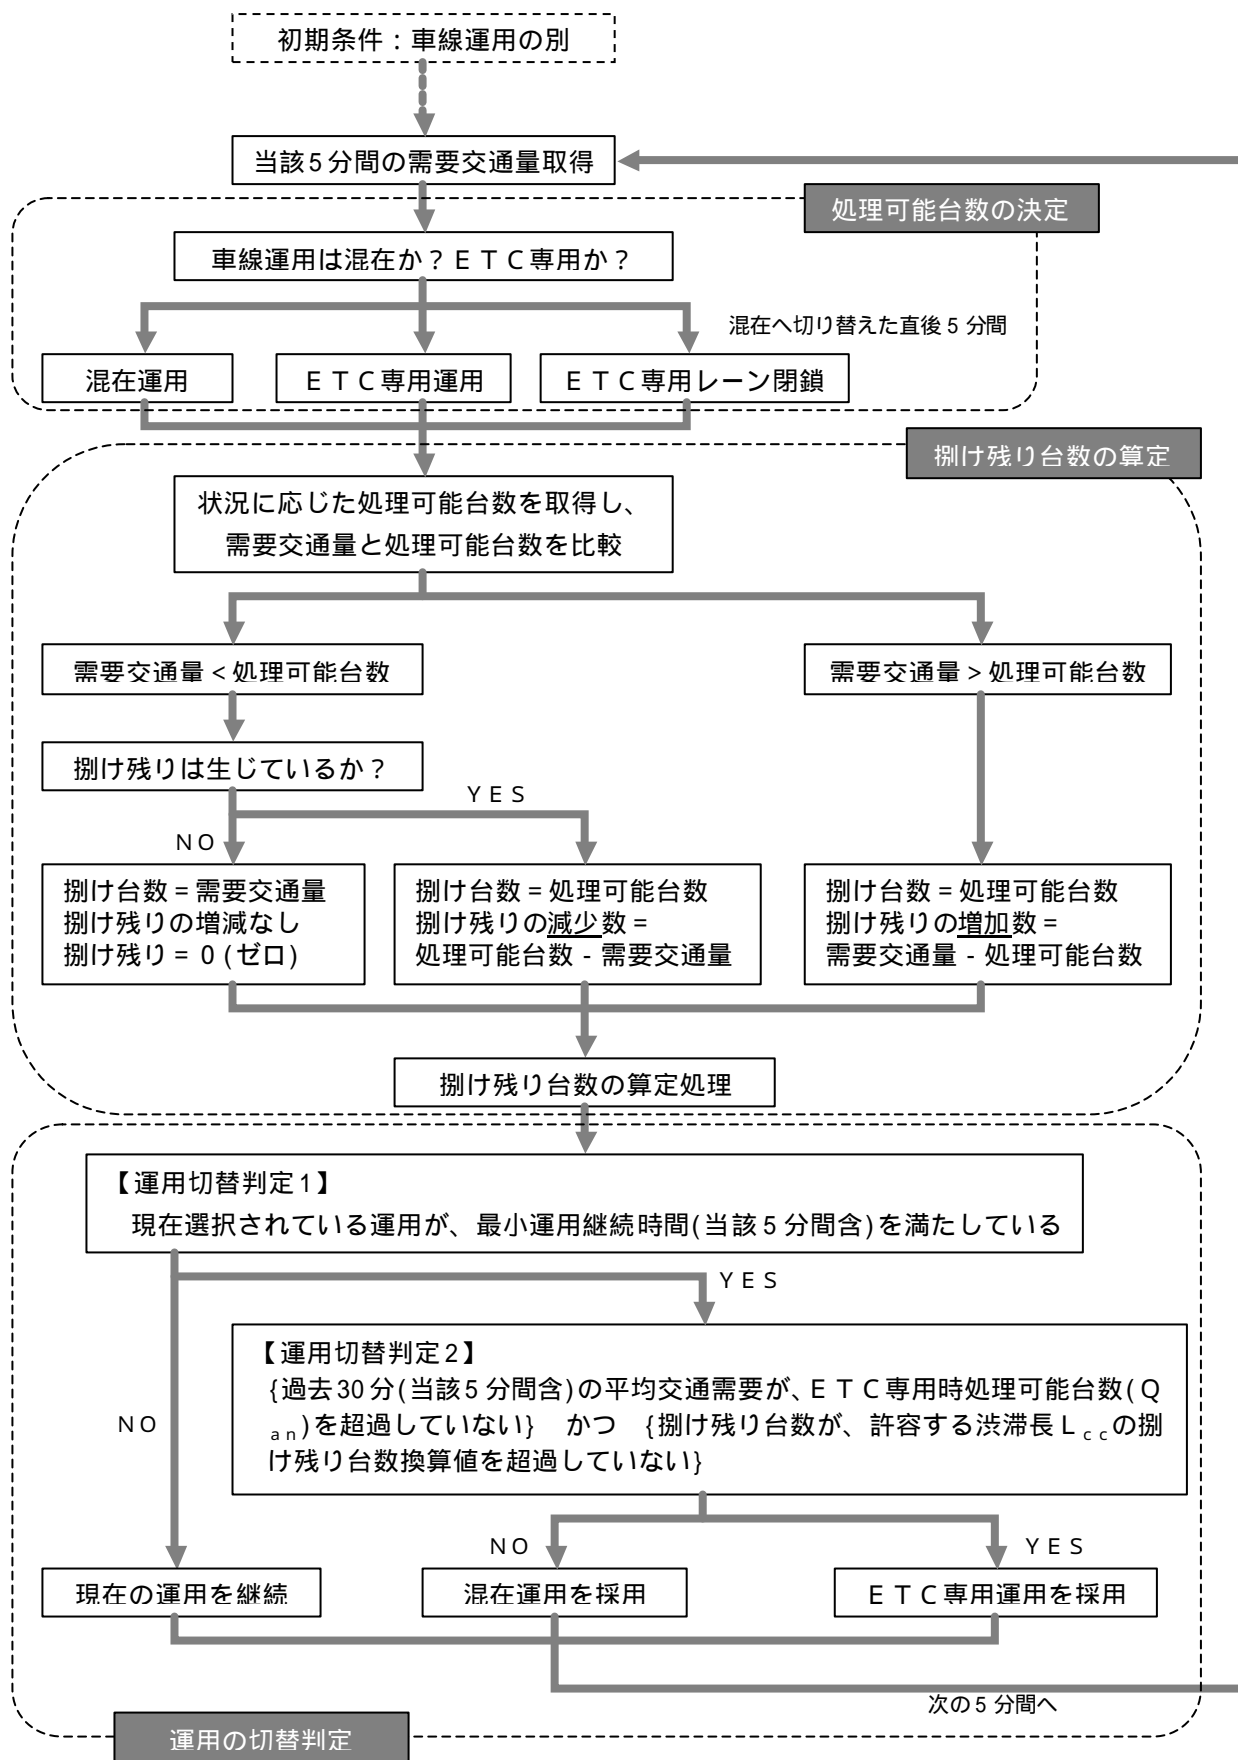 初期条件：車線運用の別
当該5分間の需要交通量取得
処理可能台数の決定
車線運用は混在か？ＥＴＣ専用か？
混在へ切り替えた直後5分間
混在運用
ＥＴＣ専用運用
ＥＴＣ専用レーン閉鎖
捌け残り台数の算定
状況に応じた処理可能台数を取得し、
需要交通量と処理可能台数を比較
需要交通量＜処理可能台数
需要交通量＞処理可能台数
捌け残りは生じているか？
ＹＥＳ
ＮＯ
捌け台数＝需要交通量
捌け残りの増減なし
捌け残り＝０(ゼロ)
捌け台数＝処理可能台数
捌け残りの減少数＝
処理可能台数 - 需要交通量
捌け台数＝処理可能台数
捌け残りの増加数＝
需要交通量 - 処理可能台数
捌け残り台数の算定処理
【運用切替判定1】
現在選択されている運用が、最小運用継続時間(当該5分間含)を満たしている
ＹＥＳ
【運用切替判定2】
{過去30分(当該5分間含)の平均交通需要が、ＥＴＣ専用時処理可能台数(Ｑ
ａｎ)を超過していない}　かつ　{捌け残り台数が、許容する渋滞長Ｌｃｃの捌
け残り台数換算値を超過していない}
ＮＯ
ＮＯ
ＹＥＳ
現在の運用を継続
混在運用を採用
ＥＴＣ専用運用を採用
次の5分間へ
運用の切替判定